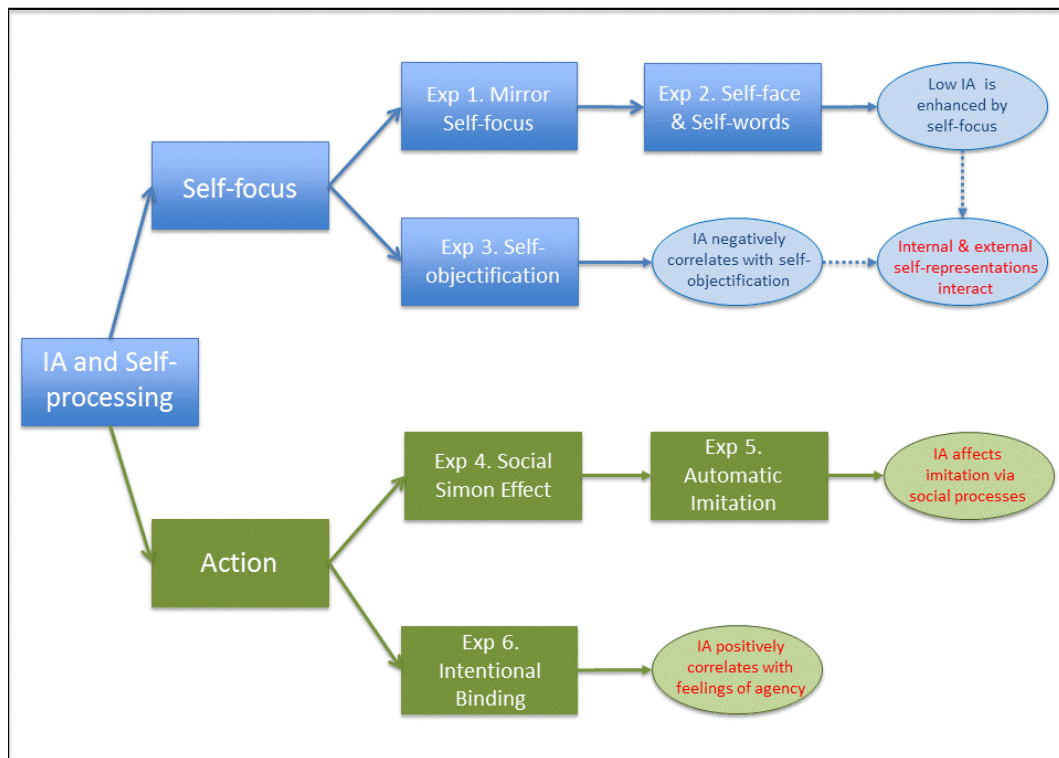 Exp 1. Mirror
Self-focus
Exp 2. Self-face
& Self-words
Low IA is
enhanced by
self-focus
Self-focus
Exp 3. Self-
objectification
IA negatively
correlates with self-
objectification
Internal & external
self-representations
interact
IA and Self-
processing
Exp 4. Social
Simon Effect
Exp 5.
Automatic
Imitation
IA affects
imitation via
social processes
Action
Exp 6.
Intentional
Binding
IA positively
correlates with
feelings of agency